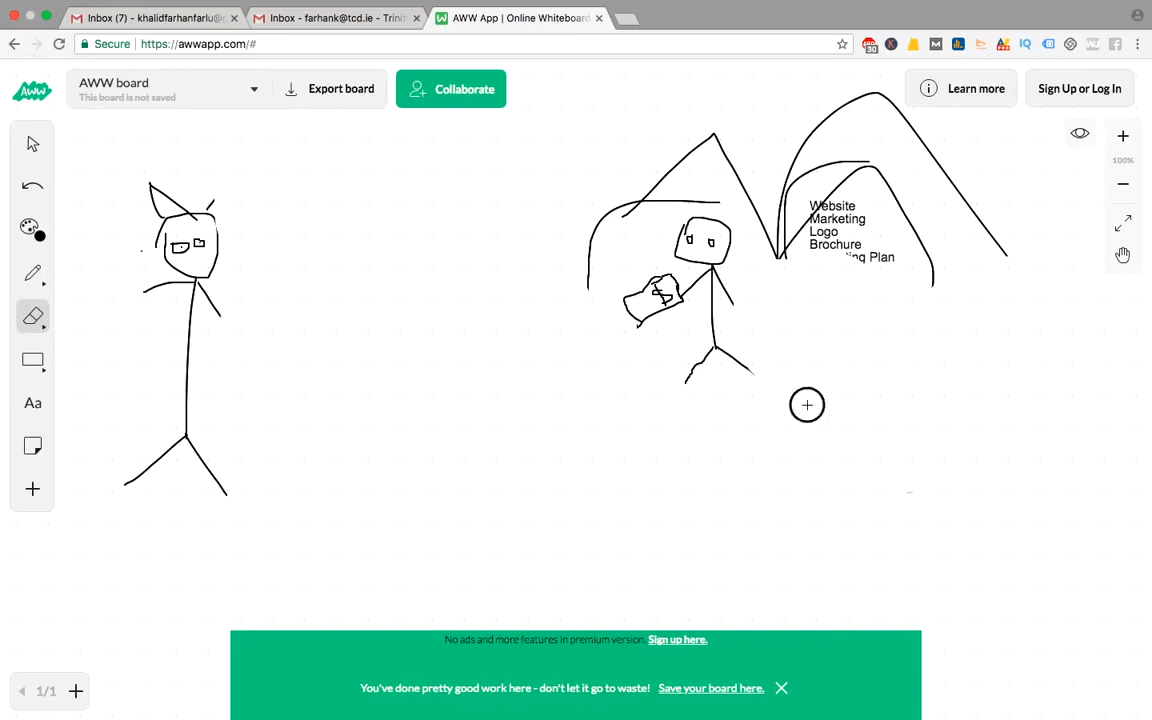 Inbox (7) - khalidfarhanfarlu@
Inbox - farhank@tcd.ie - Trinit
AWW App | Online Whiteboard
Secure
https://awwapp.com/#
30
AWW
AWW board
This board is not saved
Export board
Collaborate
Learn more
Sign Up or Log In
100%
Aa
Website
Marketing
Logo
Brochure
Plan
1/1
No ads and more features in premium version. Sign up here.
You've done pretty good work here - don't let it go to waste! Save your board here.